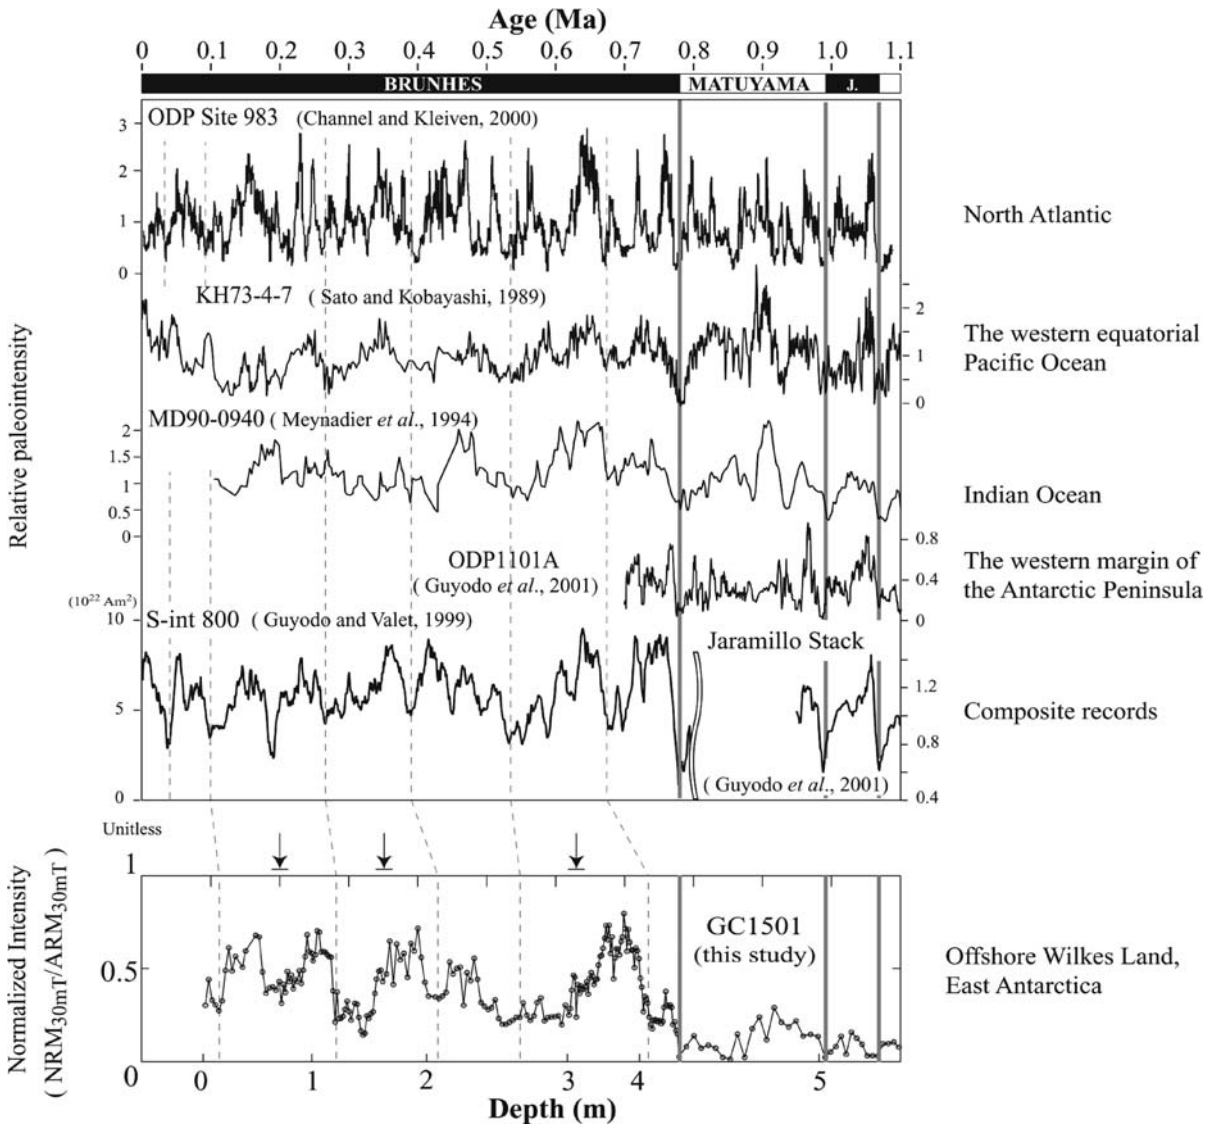 Age (Ma)
0 0.1 0.2 0.3 0.4 0.5 0.6 0.7 0.8 0.9 1.0 1.1
BRUNHES MATUYAMA J.
ODP Site 983 (Channel and Kleiven, 2000)
3
2
1
0
North Atlantic
KH73-4-7 ( Sato and Kobayashi, 1989)
2
1
0
The western equatorial
Pacific Ocean
Relative paleointensity
MD90-0940 ( Meynadier et al., 1994)
2
1.5
1
0.5
0
Indian Ocean
ODP1101A
( Guyodo et al., 2001)
0.8
0.4
0
The western margin of
the Antarctic Peninsula
(10²² Am²)
10
5
0
S-int 800 ( Guyodo and Valet, 1999)
Jaramillo Stack
( Guyodo et al., 2001)
1.2
1.0
0.8
0.4
Composite records
Unitless
1
0.5
0
Normalized Intensity
( NRM30mT/ARM30mT)
GC1501
(this study)
Offshore Wilkes Land,
East Antarctica
0 1 2 3 4 5
Depth (m)